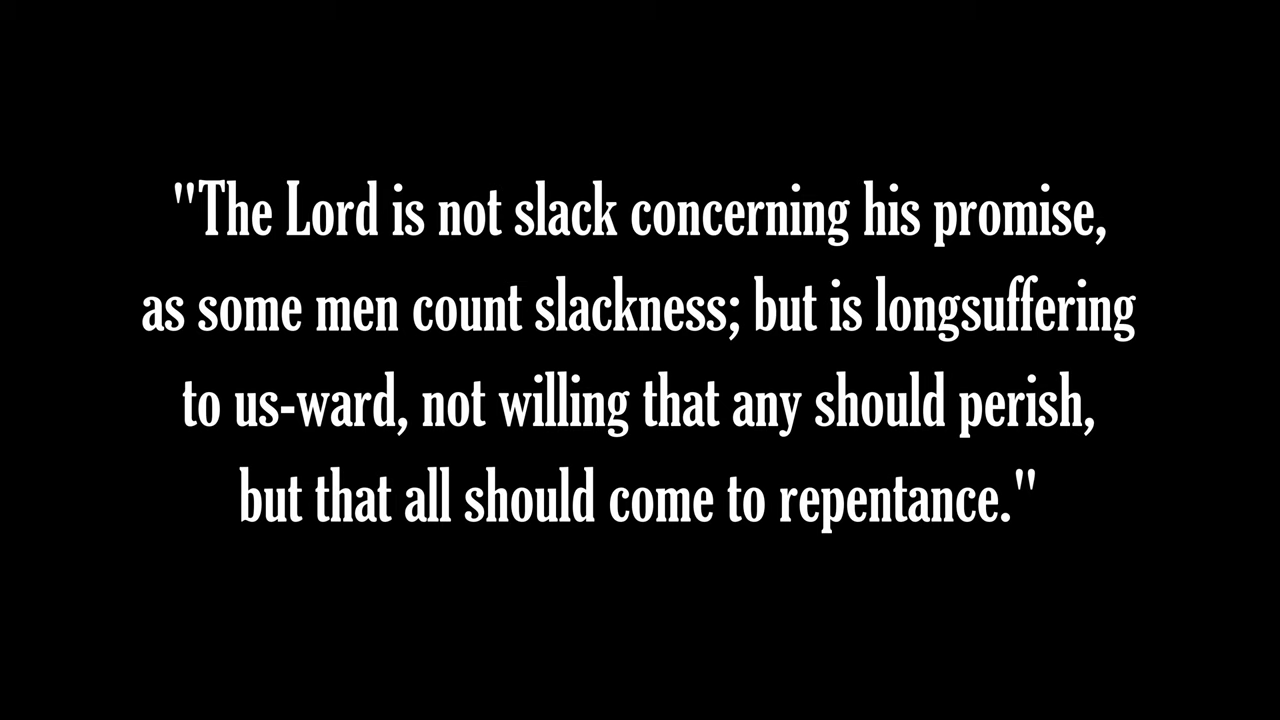 "The Lord is not slack concerning his promise,
as some men count slackness; but is longsuffering
to us-ward, not willing that any should perish,
but that all should come to repentance."